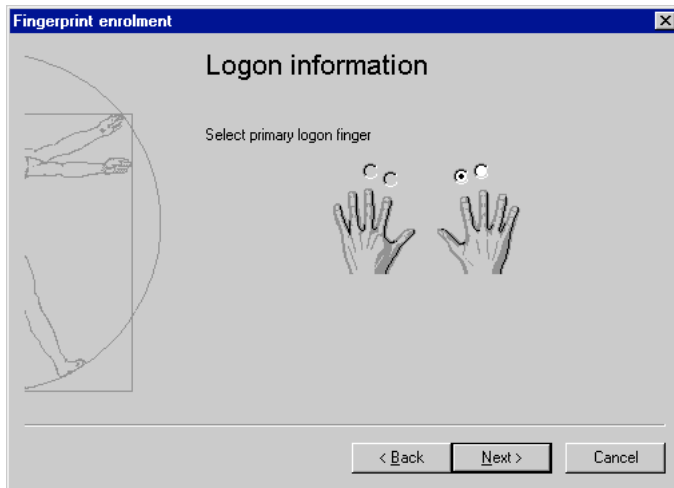 Fingerprint enrolment
Logon information
Select primary logon finger
< Back
Next >
Cancel